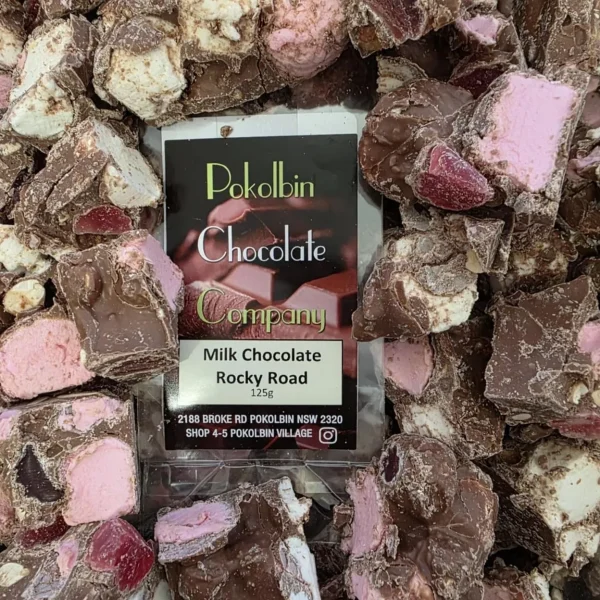 Pokolbin
Chocolate
Company
Milk Chocolate
Rocky Road
125g
2188 BROKE RD POKOLBIN NSW 2320
SHOP 4-5 POKOLBIN VILLAGE